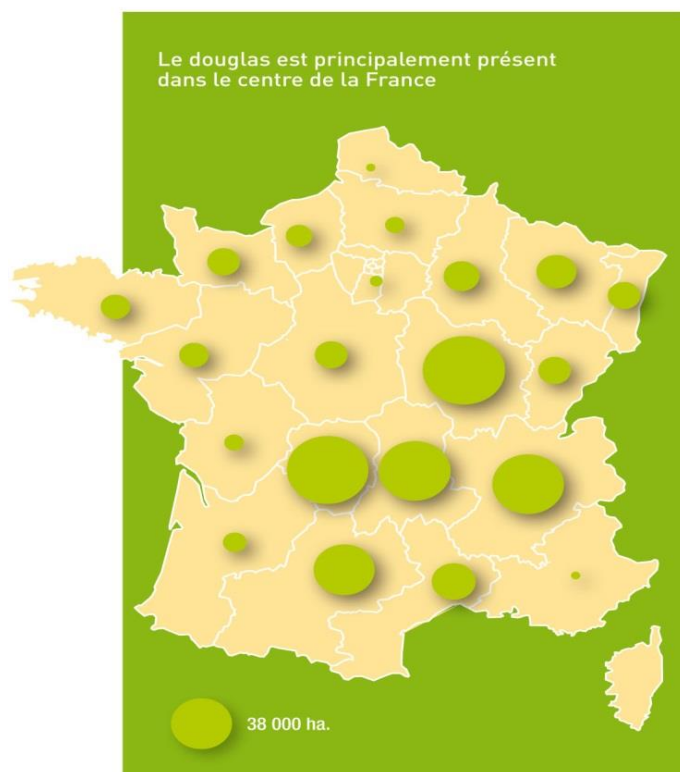 Le douglas est principalement présent
dans le centre de la France
38 000 ha.